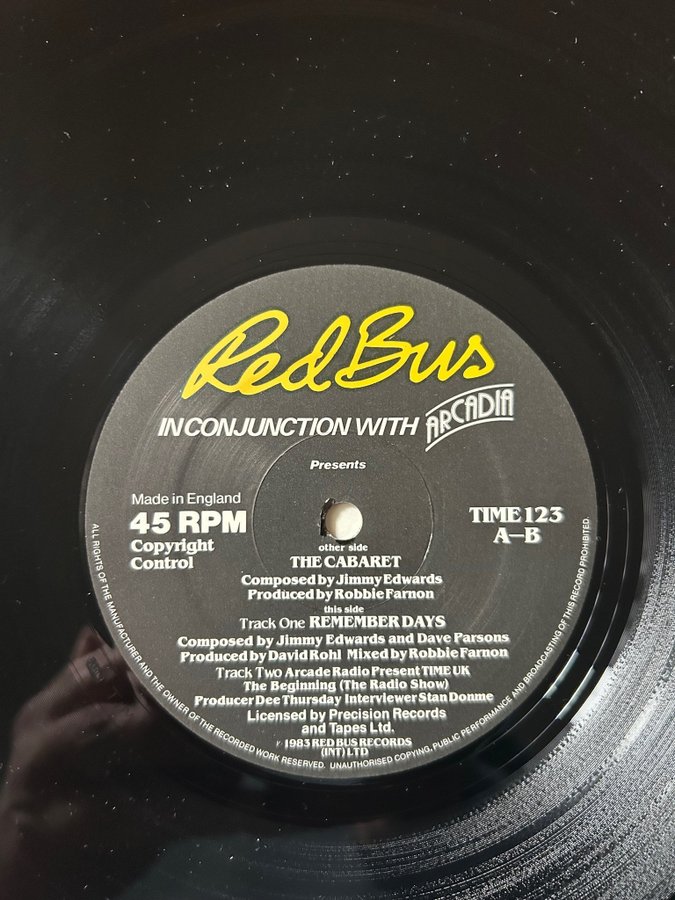 Red Bus
IN CONJUNCTION WITH ARCADIA
Presents
Made in England
45 RPM
Copyright
Control
TIME 123
A–B
other side
THE CABARET
Composed by Jimmy Edwards
Produced by Robbie Farnon
this side
Track One REMEMBER DAYS
Composed by Jimmy Edwards and Dave Parsons
Produced by David Rohl Mixed by Robbie Farnon
Track Two Arcade Radio Present TIME UK
The Beginning (The Radio Show)
Producer Dee Thursday Interviewer Stan Donme
Licensed by Precision Records
and Tapes Ltd.
℗ 1983 RED BUS RECORDS
(INT) LTD
ALL RIGHTS OF THE MANUFACTURER AND THE OWNER OF THE RECORDED WORK RESERVED. UNAUTHORISED COPYING, PUBLIC PERFORMANCE AND BROADCASTING OF THIS RECORD PROHIBITED.